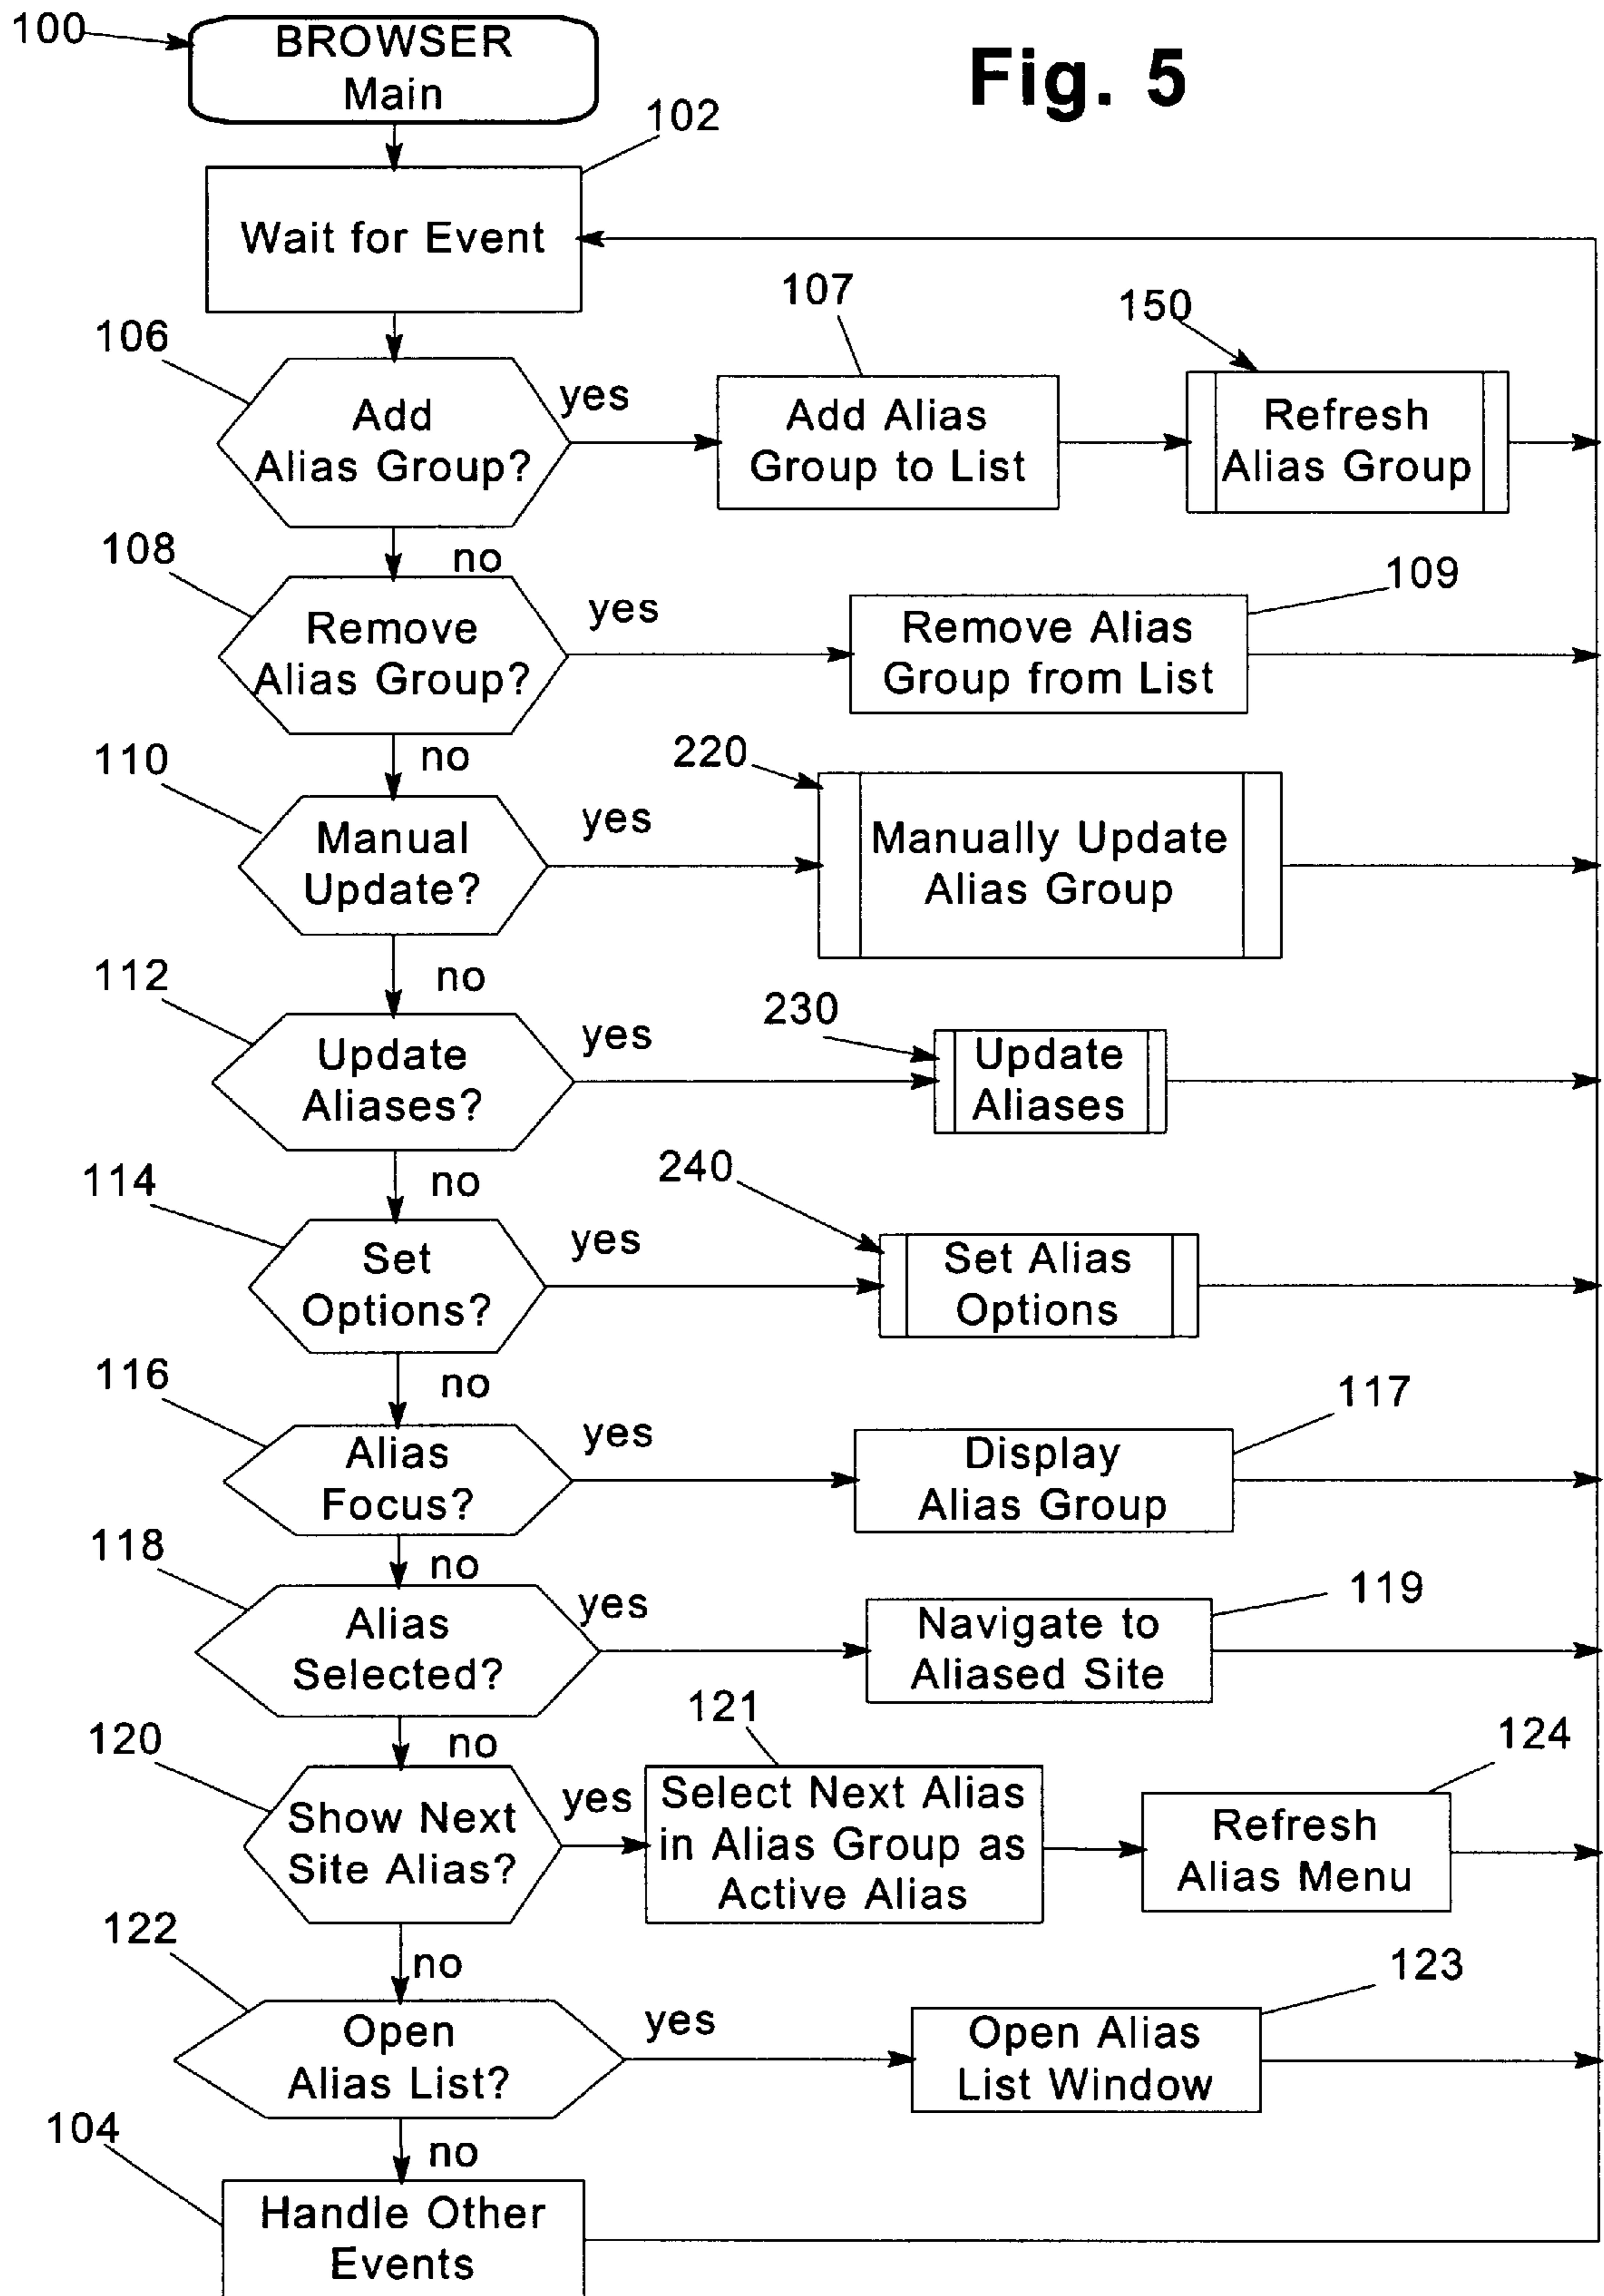 100
BROWSER
Main
Fig. 5
102
Wait for Event
106
Add
Alias Group?
yes
107
Add Alias
Group to List
150
Refresh
Alias Group
no
108
Remove
Alias Group?
yes
109
Remove Alias
Group from List
no
110
Manual
Update?
yes
220
Manually Update
Alias Group
no
112
Update
Aliases?
yes
230
Update
Aliases
no
114
Set
Options?
yes
240
Set Alias
Options
no
116
Alias
Focus?
yes
117
Display
Alias Group
no
118
Alias
Selected?
yes
119
Navigate to
Aliased Site
no
120
Show Next
Site Alias?
yes
121
Select Next Alias
in Alias Group as
Active Alias
124
Refresh
Alias Menu
no
122
Open
Alias List?
yes
123
Open Alias
List Window
no
104
Handle Other
Events